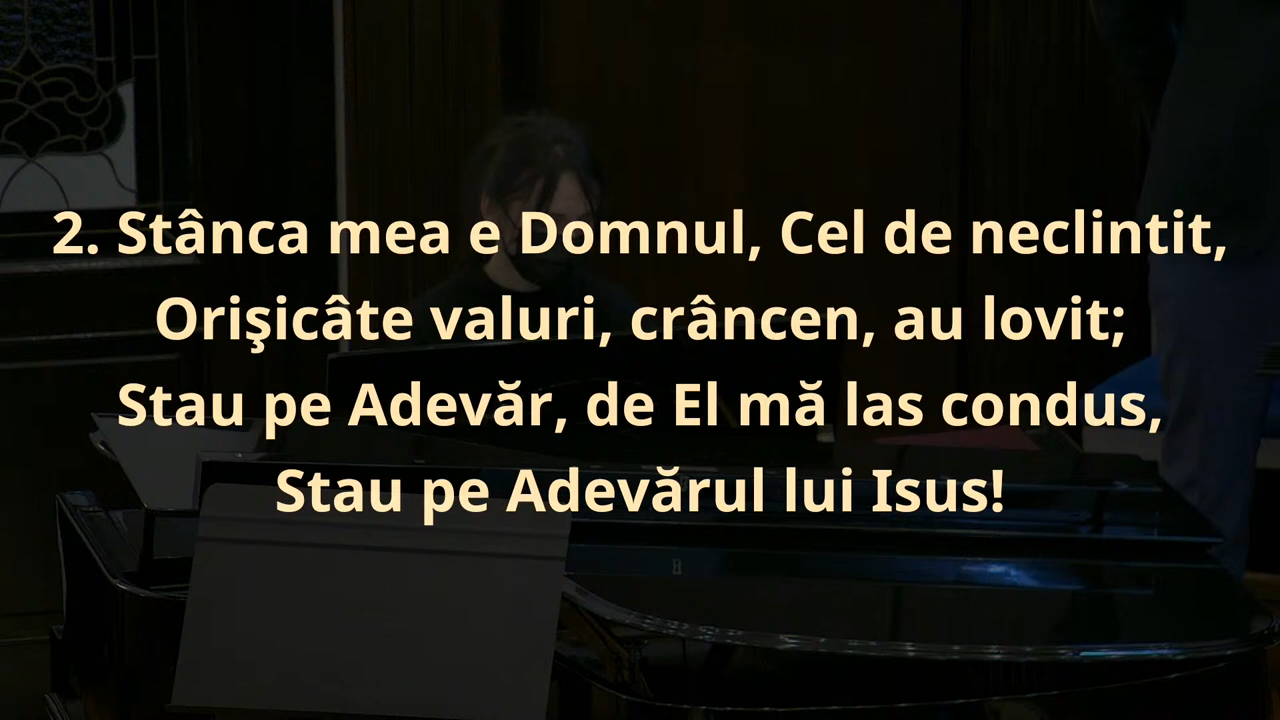 2. Stânca mea e Domnul, Cel de neclintit,
Orişicâte valuri, crâncen, au lovit;
Stau pe Adevăr, de El mă las condus,
Stau pe Adevărul lui Isus!